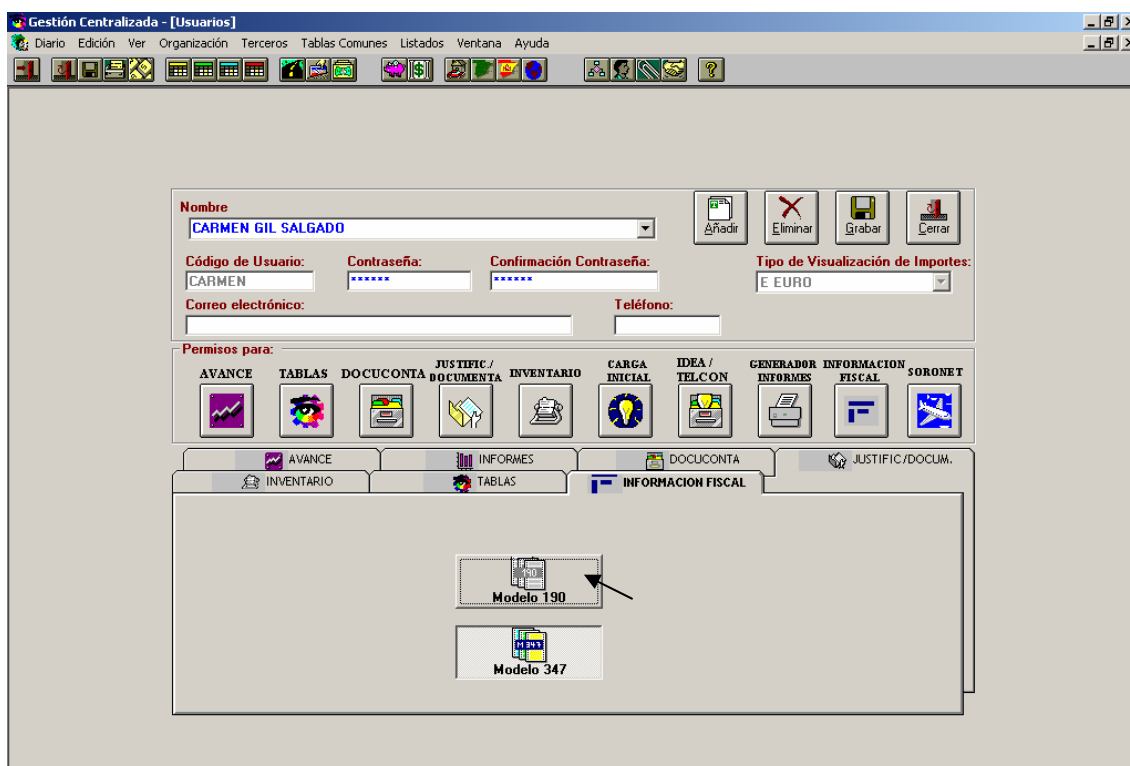 Gestión Centralizada - [Usuarios]
Diario Edición Ver Organización Terceros Tablas Comunes Listados Ventana Ayuda
Nombre
CARMEN GIL SALGADO
Añadir Eliminar Grabar Cerrar
Código de Usuario: Contraseña: Confirmación Contraseña: Tipo de Visualización de Importes:
CARMEN ****** ****** E EURO
Correo electrónico: Teléfono:
Permisos para:
AVANCE TABLAS DOCUCONTA JUSTIFIC./ DOCUMENTA INVENTARIO CARGA INICIAL IDEA / TELCON GENERADOR INFORMES INFORMACION FISCAL SORONET
AVANCE INFORMES DOCUCONTA JUSTIFIC/DOCUM.
INVENTARIO TABLAS INFORMACION FISCAL
190
Modelo 190
M347
Modelo 347